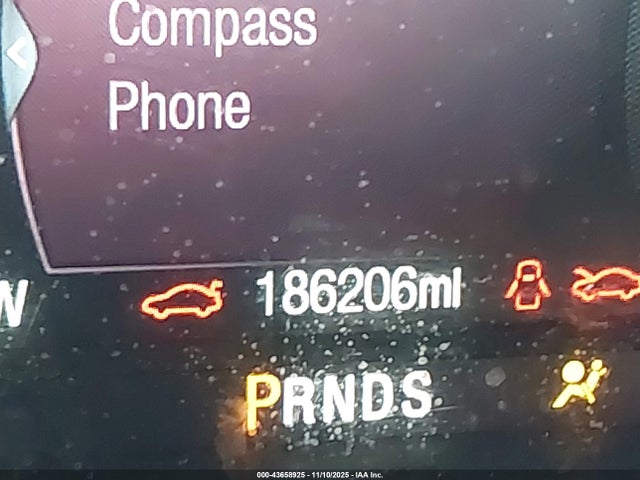 Compass
Phone
186206mi
PRNDS
000-43658925 - 11/10/2025 - IAA Inc.